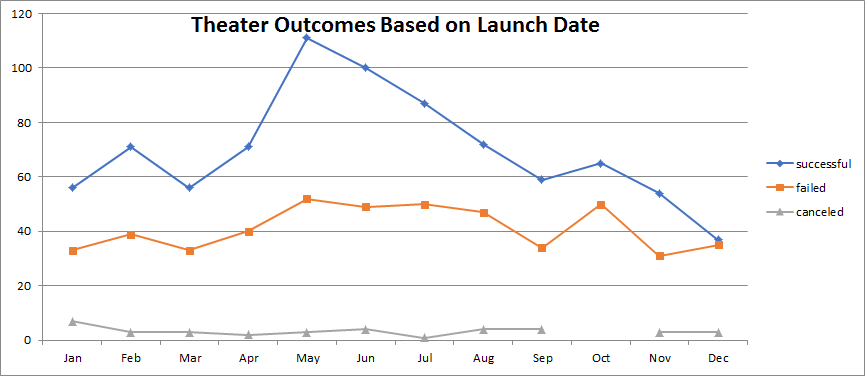 Theater Outcomes Based on Launch Date
120
100
80
60
40
20
0
Jan Feb Mar Apr May Jun Jul Aug Sep Oct Nov Dec
successful
failed
canceled